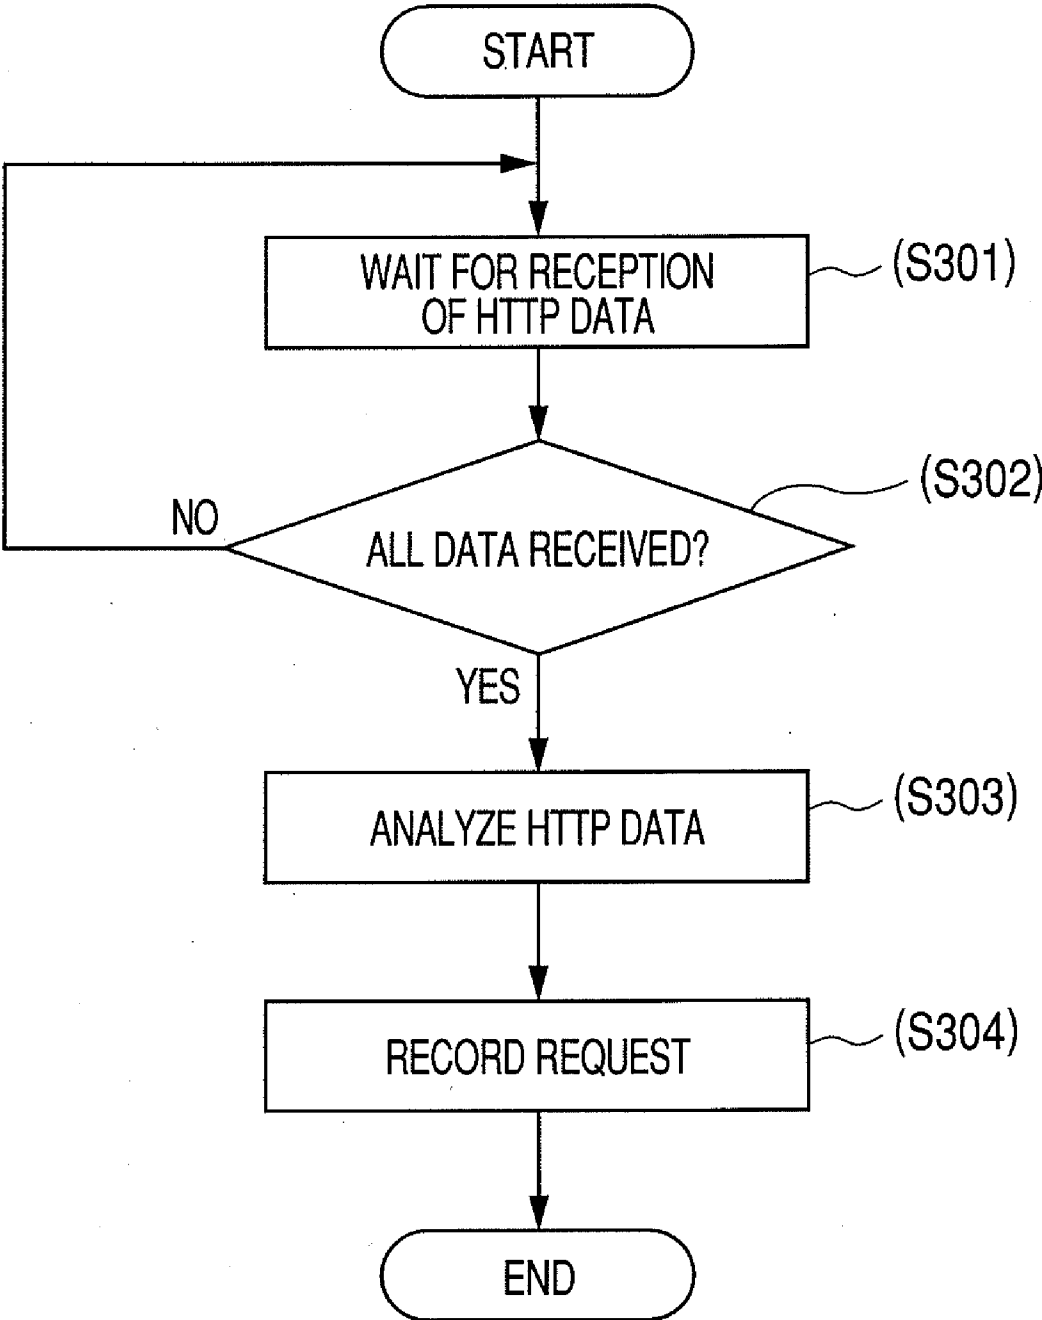 START
WAIT FOR RECEPTION
OF HTTP DATA
(S301)
ALL DATA RECEIVED?
(S302)
NO
YES
ANALYZE HTTP DATA
(S303)
RECORD REQUEST
(S304)
END